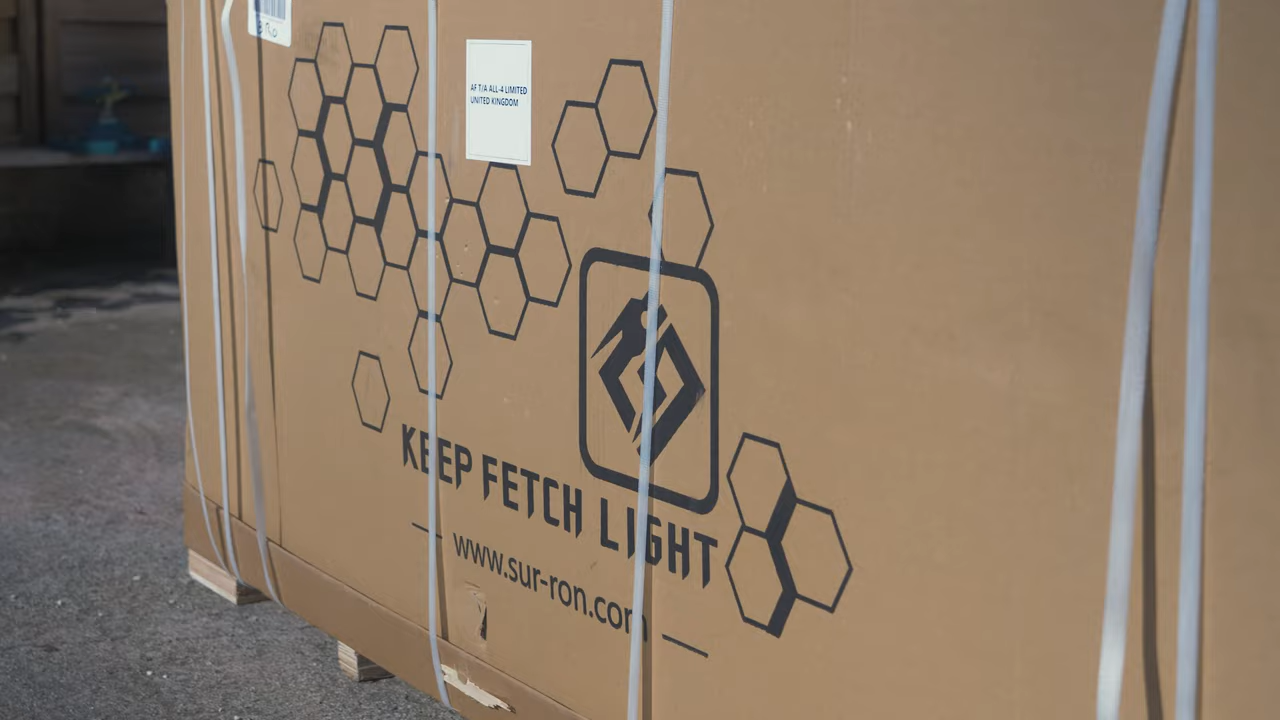 AF T/A ALL-4 LIMITED
UNITED KINGDOM
KEEP FETCH LIGHT
www.sur-ron.com